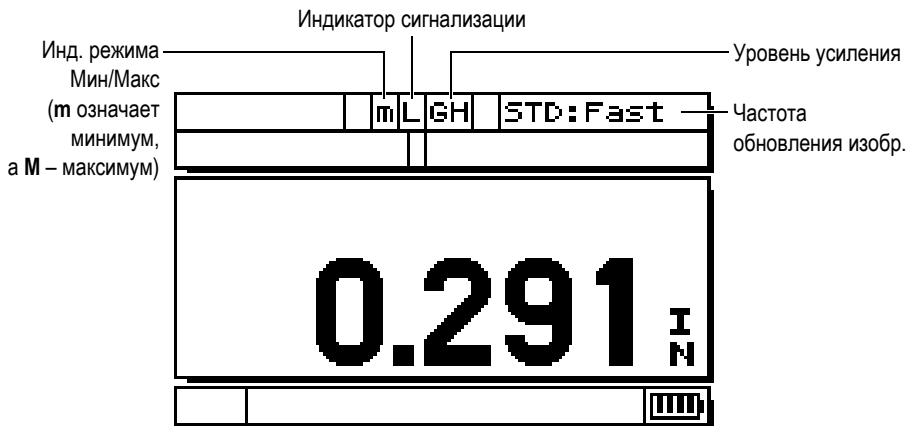 Индикатор сигнализации
Инд. режима
Мин/Макс
(m означает
минимум,
а M – максимум)
Уровень усиления
Частота
обновления изобр.
m L GH STD:Fast
0.291 IN